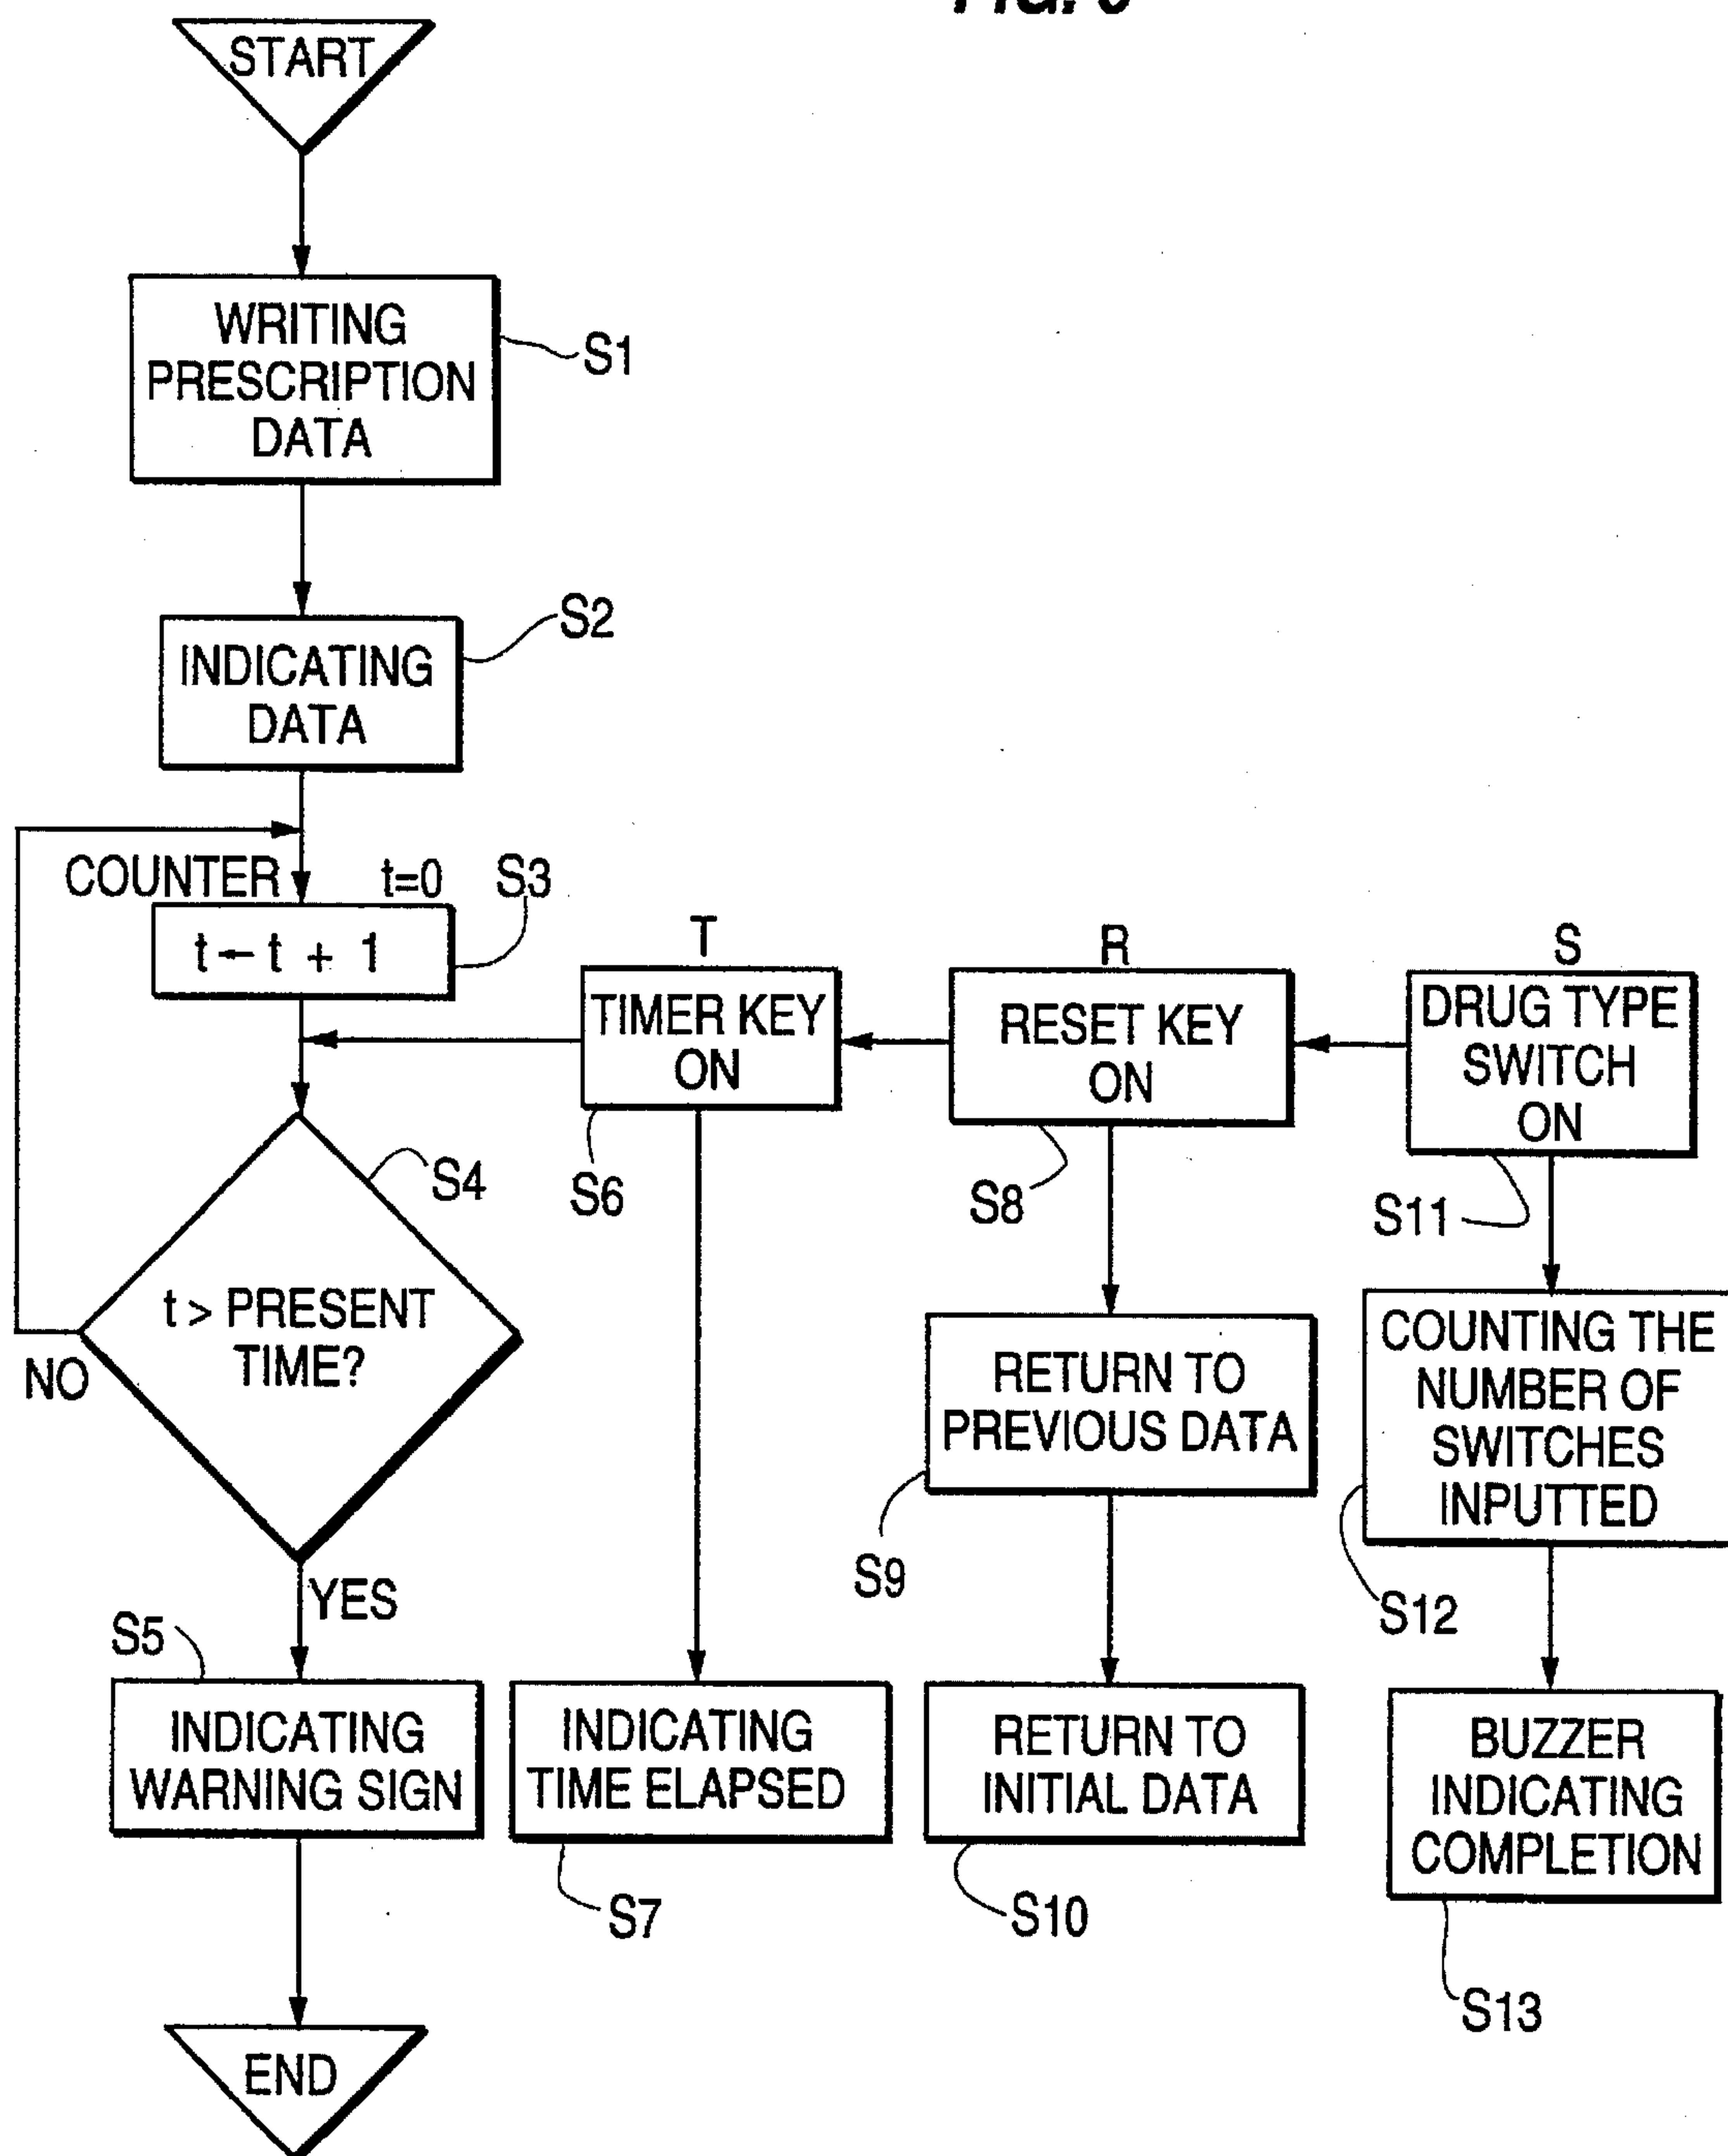 START
WRITING
PRESCRIPTION
DATA
S1
INDICATING
DATA
S2
COUNTER
t=0
S3
t ← t + 1
T
TIMER KEY
ON
S6
R
RESET KEY
ON
S8
S
DRUG TYPE
SWITCH
ON
S11
S4
t > PRESENT
TIME?
NO
YES
RETURN TO
PREVIOUS DATA
S9
COUNTING THE
NUMBER OF
SWITCHES
INPUTTED
S12
S5
INDICATING
WARNING SIGN
INDICATING
TIME ELAPSED
S7
RETURN TO
INITIAL DATA
S10
BUZZER
INDICATING
COMPLETION
S13
END